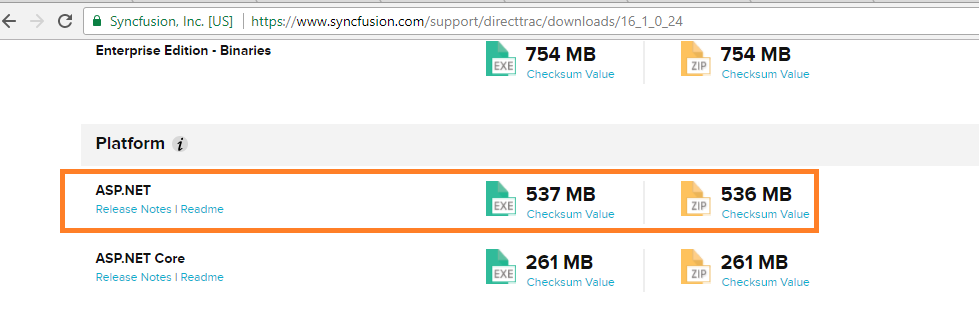 Syncfusion, Inc. [US] https://www.syncfusion.com/support/directtrac/downloads/16_1_0_24
Enterprise Edition - Binaries
EXE 754 MB ZIP 754 MB
Checksum Value Checksum Value
Platform i
ASP.NET
EXE 537 MB ZIP 536 MB
Release Notes | Readme Checksum Value Checksum Value
ASP.NET Core
EXE 261 MB ZIP 261 MB
Release Notes | Readme Checksum Value Checksum Value